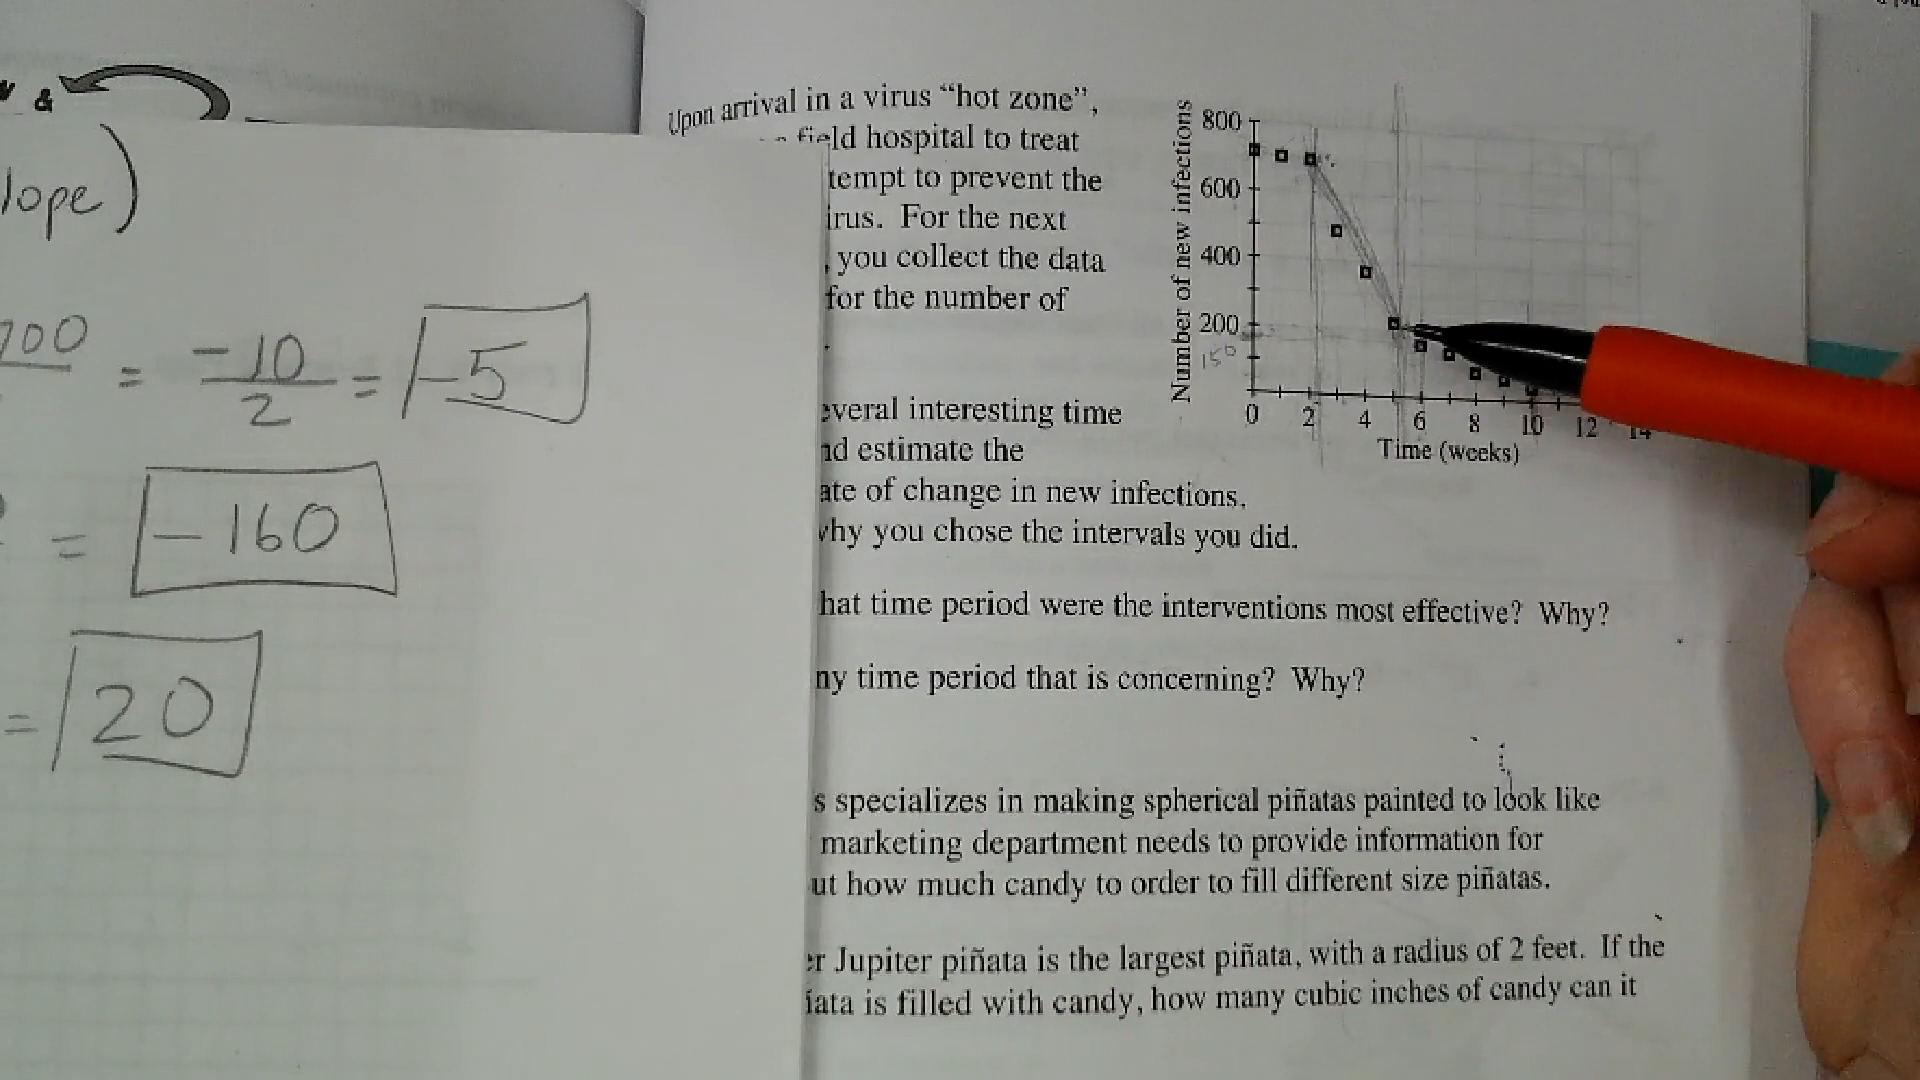 &
lope)
700 = -10/2 = -5
= -160
= 20
Upon arrival in a virus “hot zone”,
field hospital to treat
tempt to prevent the
irus. For the next
, you collect the data
for the number of
.
everal interesting time
nd estimate the
ate of change in new infections,
why you chose the intervals you did.
hat time period were the interventions most effective? Why?
ny time period that is concerning? Why?
s specializes in making spherical piñatas painted to look like
marketing department needs to provide information for
ut how much candy to order to fill different size piñatas.
er Jupiter piñata is the largest piñata, with a radius of 2 feet. If the
ñata is filled with candy, how many cubic inches of candy can it
Number of new infections
800
600
400
200
150
0 2 4 6 8 10 12 14
Time (weeks)